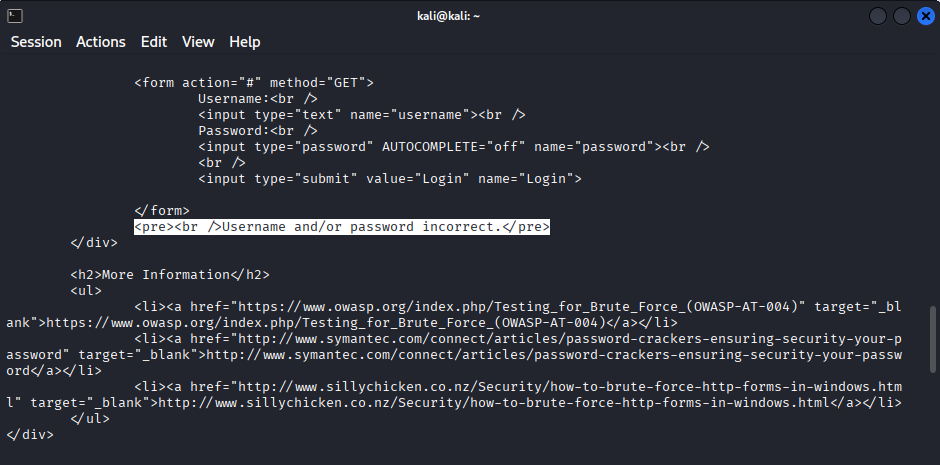 kali@kali: ~
Session Actions Edit View Help
<form action="#" method="GET">
Username:<br />
<input type="text" name="username"><br />
Password:<br />
<input type="password" AUTOCOMPLETE="off" name="password"><br />
<br />
<input type="submit" value="Login" name="Login">
</form>
<pre><br />Username and/or password incorrect.</pre>
</div>
<h2>More Information</h2>
<ul>
<li><a href="https://www.owasp.org/index.php/Testing_for_Brute_Force_(OWASP-AT-004)" target="_bl
ank">https://www.owasp.org/index.php/Testing_for_Brute_Force_(OWASP-AT-004)</a></li>
<li><a href="http://www.symantec.com/connect/articles/password-crackers-ensuring-security-your-p
assword" target="_blank">http://www.symantec.com/connect/articles/password-crackers-ensuring-security-your-passw
ord</a></li>
<li><a href="http://www.sillychicken.co.nz/Security/how-to-brute-force-http-forms-in-windows.htm
l" target="_blank">http://www.sillychicken.co.nz/Security/how-to-brute-force-http-forms-in-windows.html</a></li>
</ul>
</div>